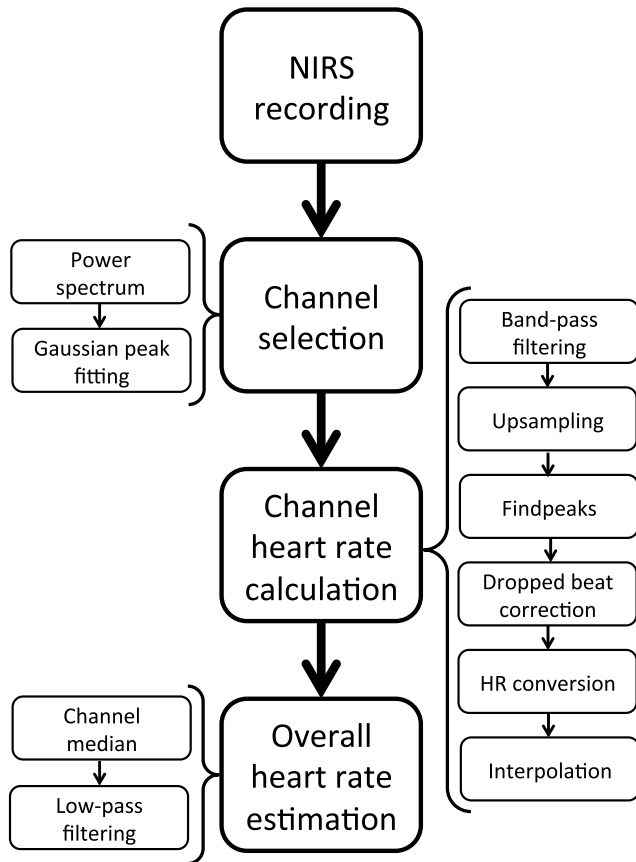 NIRS
recording
Power
spectrum
Gaussian peak
fitting
Channel
selection
Channel
heart rate
calculation
Band-pass
filtering
Upsampling
Findpeaks
Dropped beat
correction
HR conversion
Interpolation
Channel
median
Low-pass
filtering
Overall
heart rate
estimation